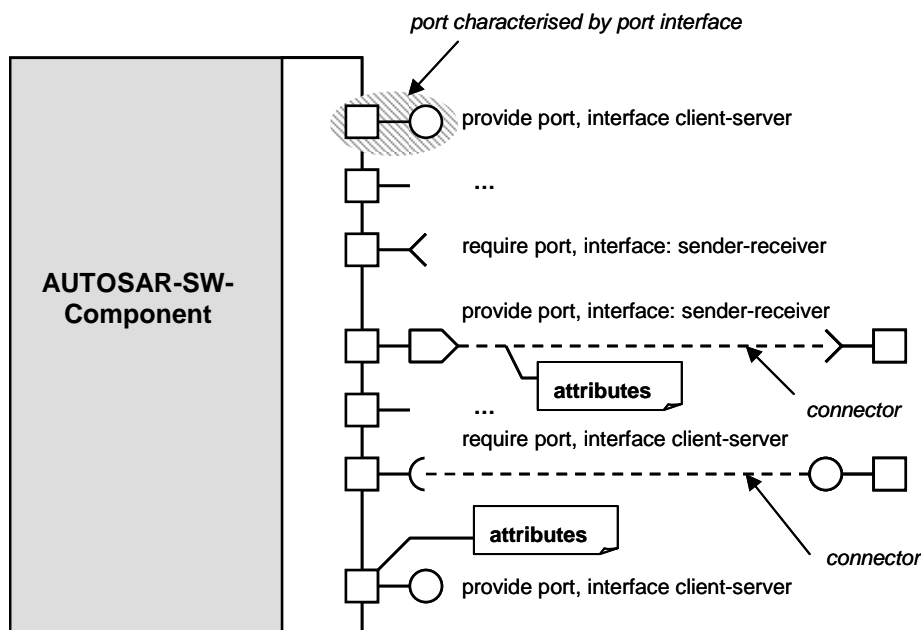 port characterised by port interface
provide port, interface client-server
...
require port, interface: sender-receiver
AUTOSAR-SW-
Component
provide port, interface: sender-receiver
attributes
connector
...
require port, interface client-server
attributes
connector
provide port, interface client-server